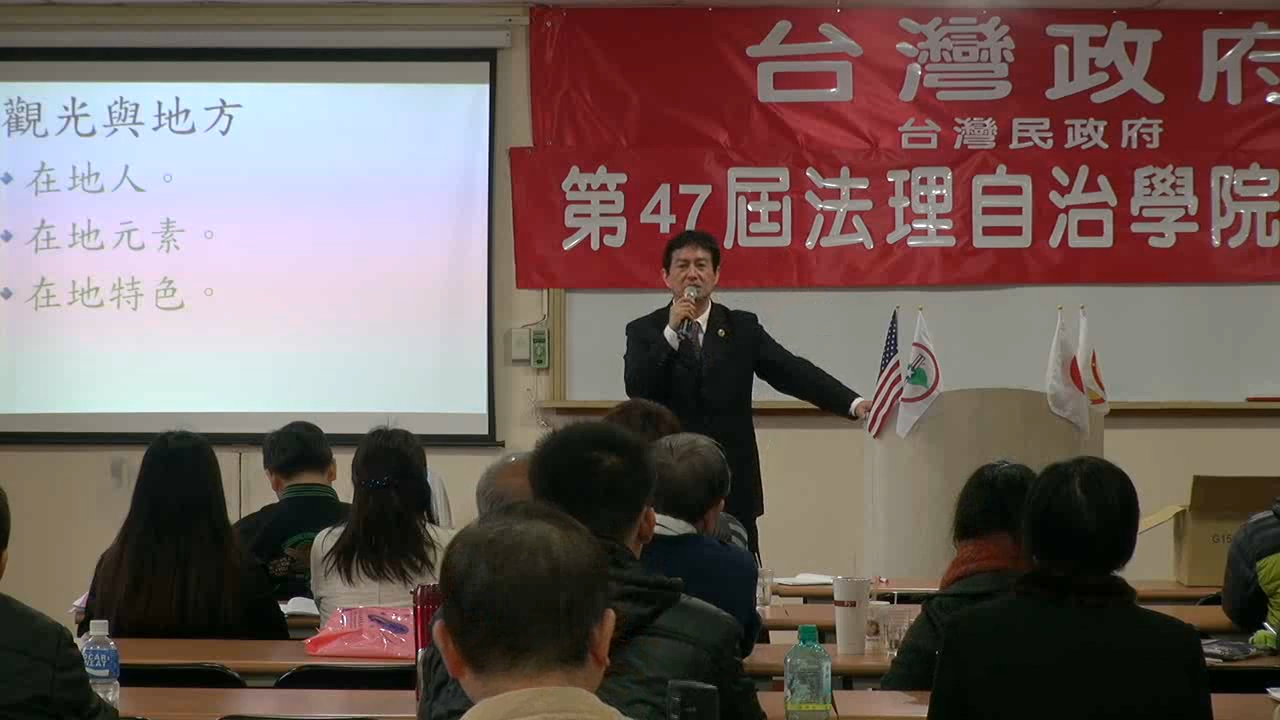 觀光與地方
在地人。
在地元素。
在地特色。
台灣政府
台灣民政府
第47屆法理自治學院
G15